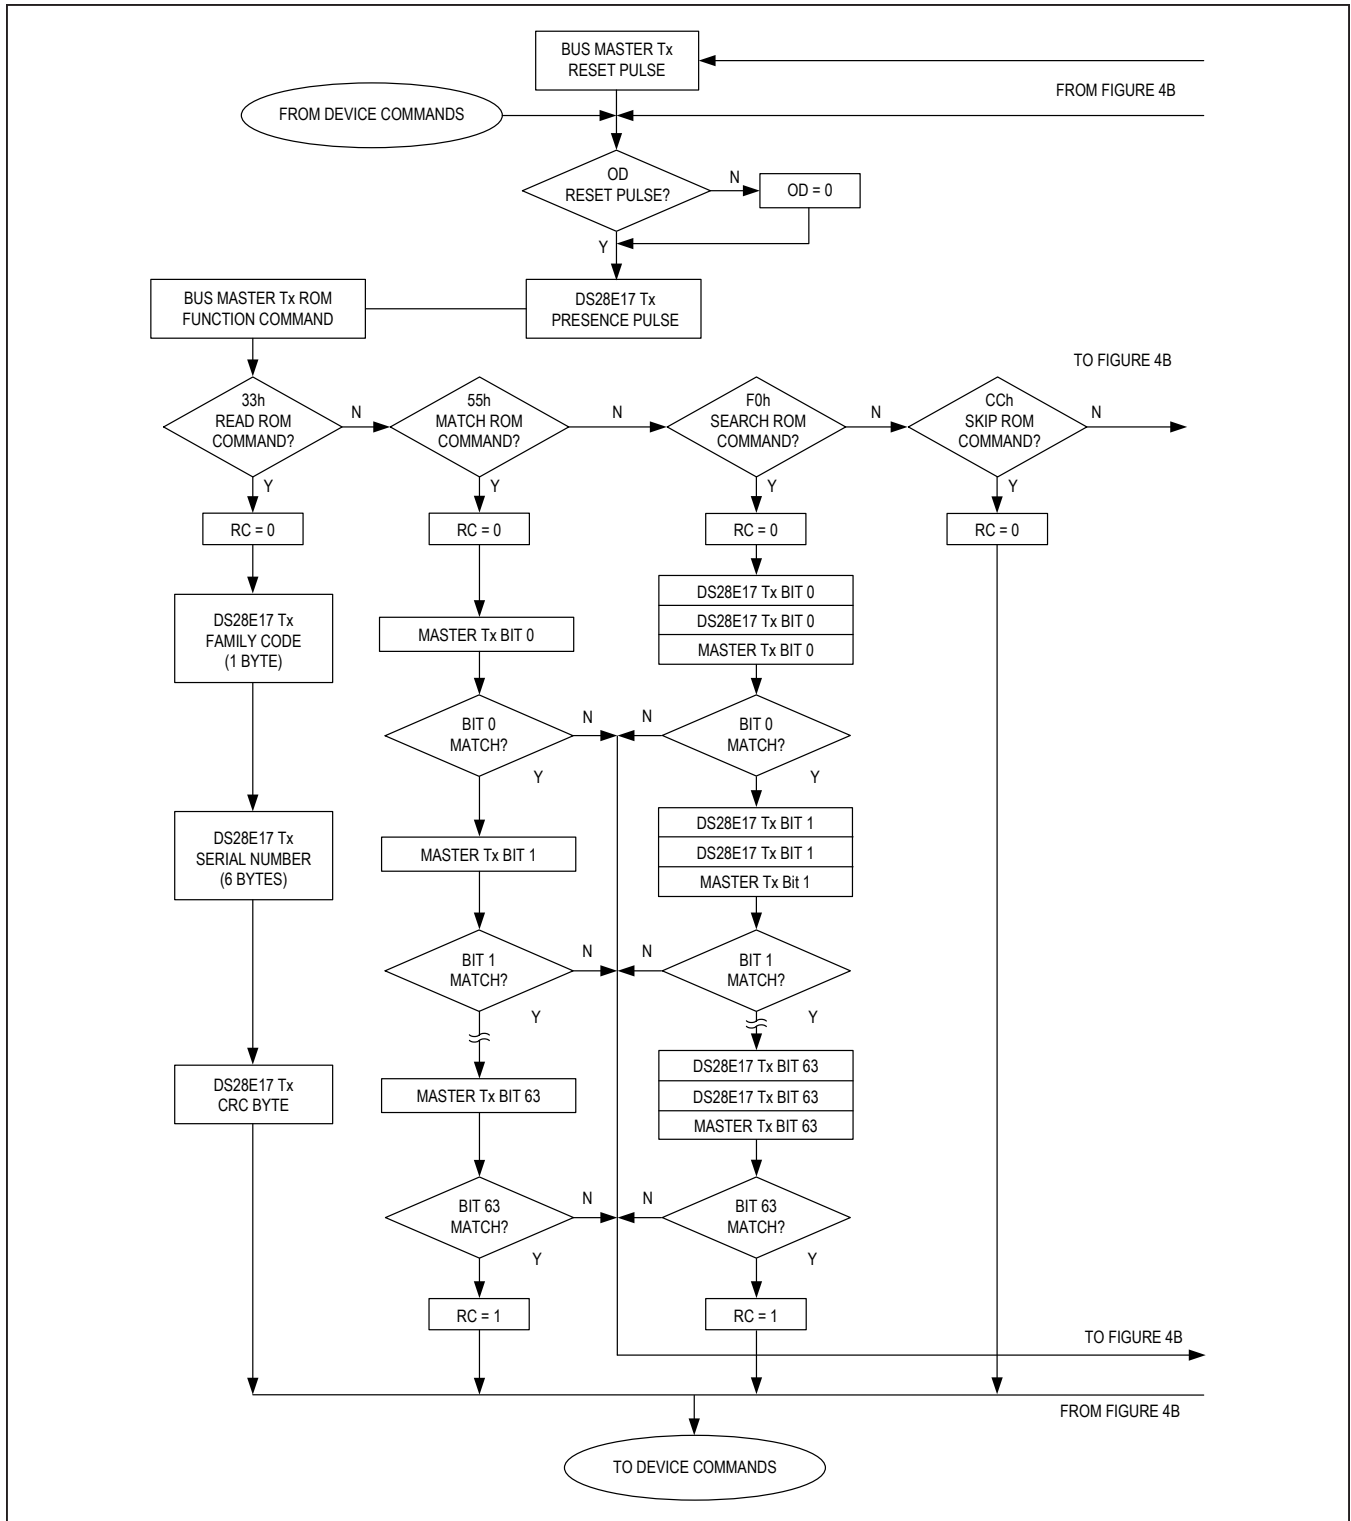 BUS MASTER Tx
RESET PULSE
FROM FIGURE 4B
FROM DEVICE COMMANDS
OD
RESET PULSE?
N
OD = 0
Y
BUS MASTER Tx ROM
FUNCTION COMMAND
DS28E17 Tx
PRESENCE PULSE
TO FIGURE 4B
33h
READ ROM
COMMAND?
N
55h
MATCH ROM
COMMAND?
N
F0h
SEARCH ROM
COMMAND?
N
CCh
SKIP ROM
COMMAND?
N
Y
Y
Y
Y
RC = 0
RC = 0
RC = 0
RC = 0
DS28E17 Tx
FAMILY CODE
(1 BYTE)
MASTER Tx BIT 0
DS28E17 Tx BIT 0
DS28E17 Tx BIT 0
MASTER Tx BIT 0
BIT 0
MATCH?
N
N
BIT 0
MATCH?
Y
Y
DS28E17 Tx
SERIAL NUMBER
(6 BYTES)
MASTER Tx BIT 1
DS28E17 Tx BIT 1
DS28E17 Tx BIT 1
MASTER Tx Bit 1
BIT 1
MATCH?
N
N
BIT 1
MATCH?
Y
Y
DS28E17 Tx
CRC BYTE
MASTER Tx BIT 63
DS28E17 Tx BIT 63
DS28E17 Tx BIT 63
MASTER Tx BIT 63
BIT 63
MATCH?
N
N
BIT 63
MATCH?
Y
Y
RC = 1
RC = 1
TO FIGURE 4B
FROM FIGURE 4B
TO DEVICE COMMANDS